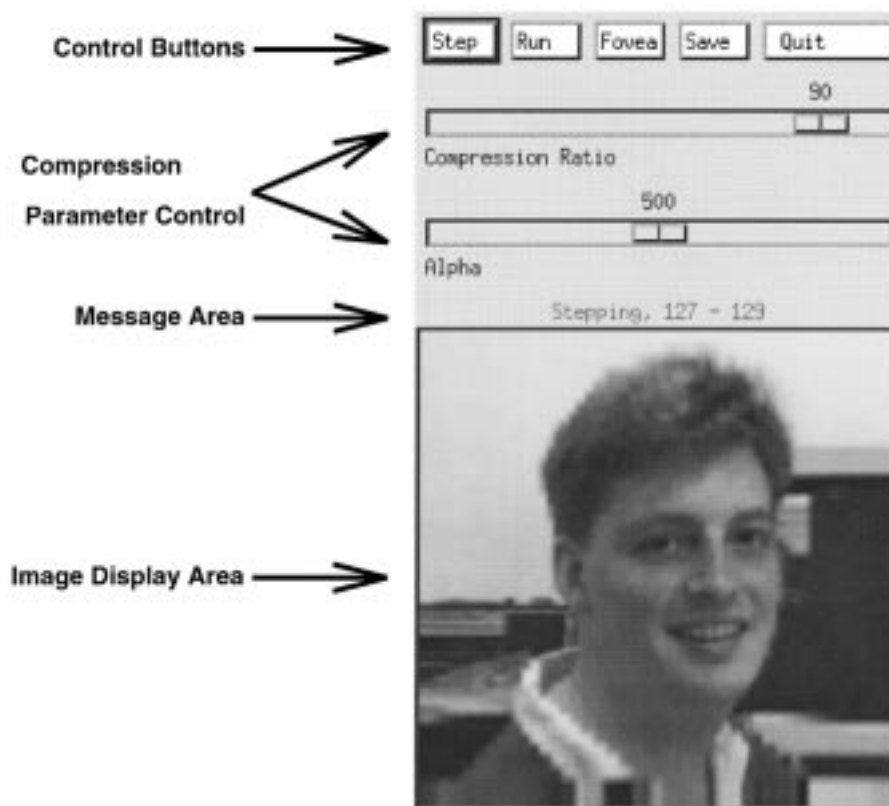 Control Buttons
Step Run Fovea Save Quit
90
Compression Ratio
Compression
Parameter Control
500
Alpha
Message Area
Stepping, 127 - 129
Image Display Area